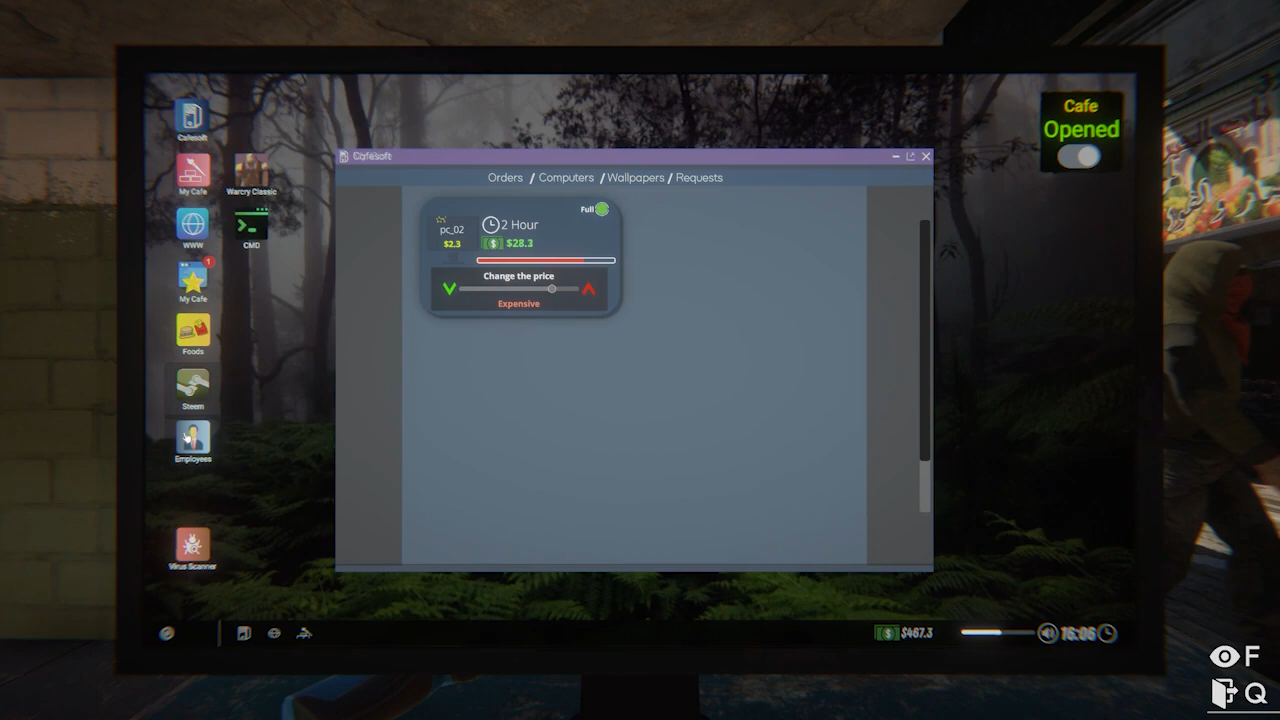 Cafesoft
My Cafe
Warcry Classic
WWW
CMD
1
My Cafe
Foods
Steem
Employees
Virus Scanner
Cafesoft
Orders / Computers / Wallpapers / Requests
Full
pc_02
$2.3
2 Hour
$28.3
Change the price
Expensive
Cafe
Opened
$467.3
16:06
F
Q